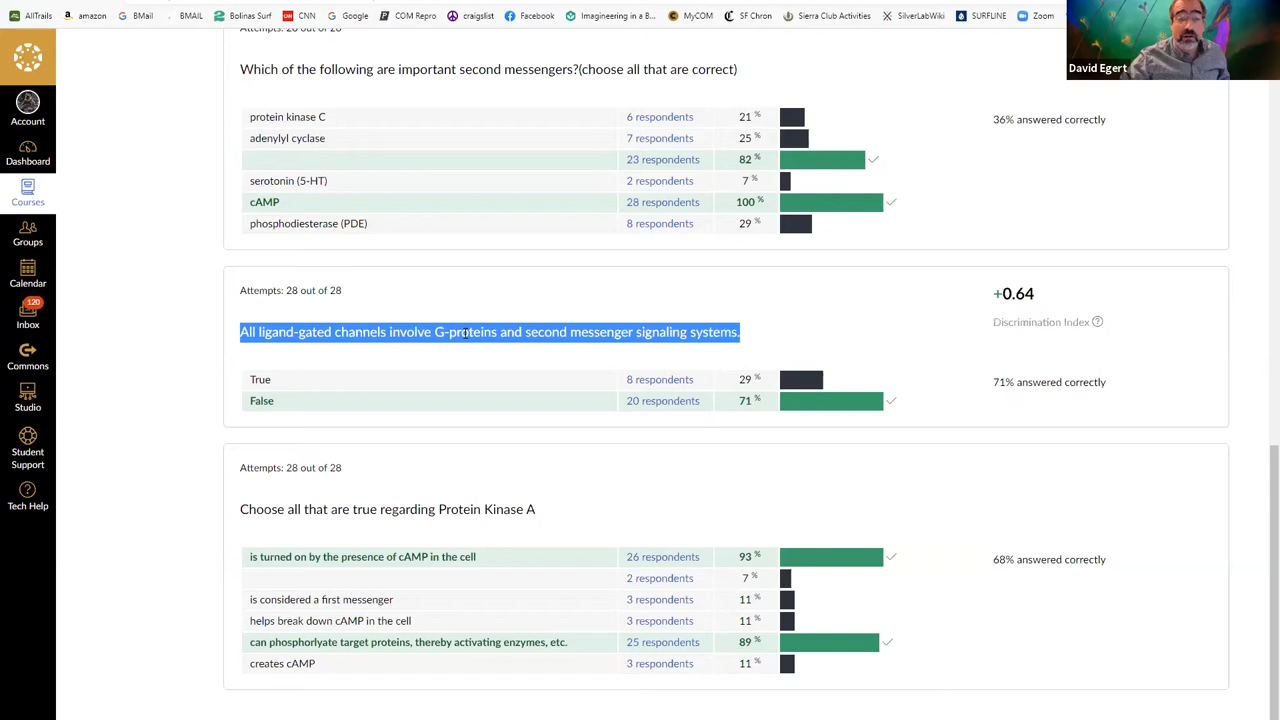 AllTrails amazon BMail BMAIL Bolinas Surf CNN Google COM Repro craigslist Facebook Imagineering in a B... MyCOM SF Chron Sierra Club Activities SilverLabWiki SURFLINE Zoom
David Egert
Account
Dashboard
Courses
Groups
Calendar
120
Inbox
Commons
Studio
Student
Support
Tech Help
Attempts: 28 out of 28
Which of the following are important second messengers?(choose all that are correct)
protein kinase C 6 respondents 21 % 36% answered correctly
adenylyl cyclase 7 respondents 25 %
23 respondents 82 %
serotonin (5-HT) 2 respondents 7 %
cAMP 28 respondents 100 %
phosphodiesterase (PDE) 8 respondents 29 %
Attempts: 28 out of 28
+0.64
Discrimination Index ?
All ligand-gated channels involve G-proteins and second messenger signaling systems.
True 8 respondents 29 % 71% answered correctly
False 20 respondents 71 %
Attempts: 28 out of 28
Choose all that are true regarding Protein Kinase A
is turned on by the presence of cAMP in the cell 26 respondents 93 % 68% answered correctly
2 respondents 7 %
is considered a first messenger 3 respondents 11 %
helps break down cAMP in the cell 3 respondents 11 %
can phosphorlyate target proteins, thereby activating enzymes, etc. 25 respondents 89 %
creates cAMP 3 respondents 11 %